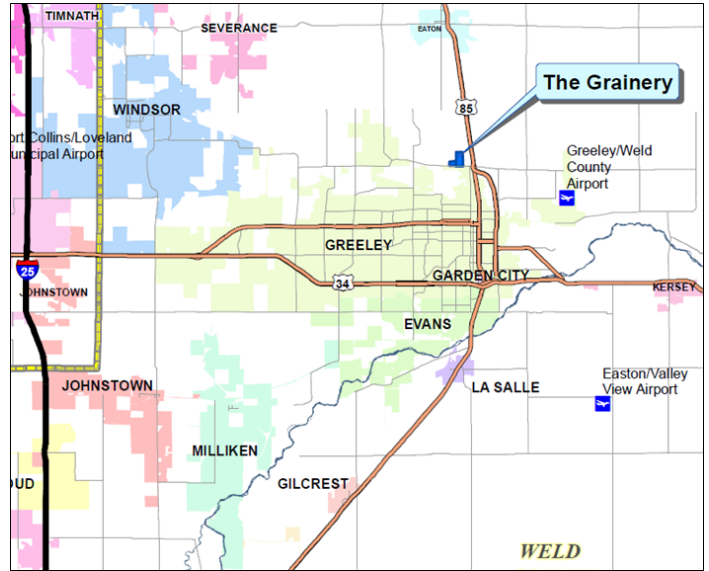 TIMNATH
SEVERANCE
EATON
The Grainery
WINDSOR
85
ort Collins/Loveland
unicipal Airport
Greeley/Weld
County
Airport
GREELEY
25
34
GARDEN CITY
JOHNSTOWN
KERSEY
EVANS
JOHNSTOWN
LA SALLE
Easton/Valley
View Airport
MILLIKEN
OUD
GILCREST
WELD